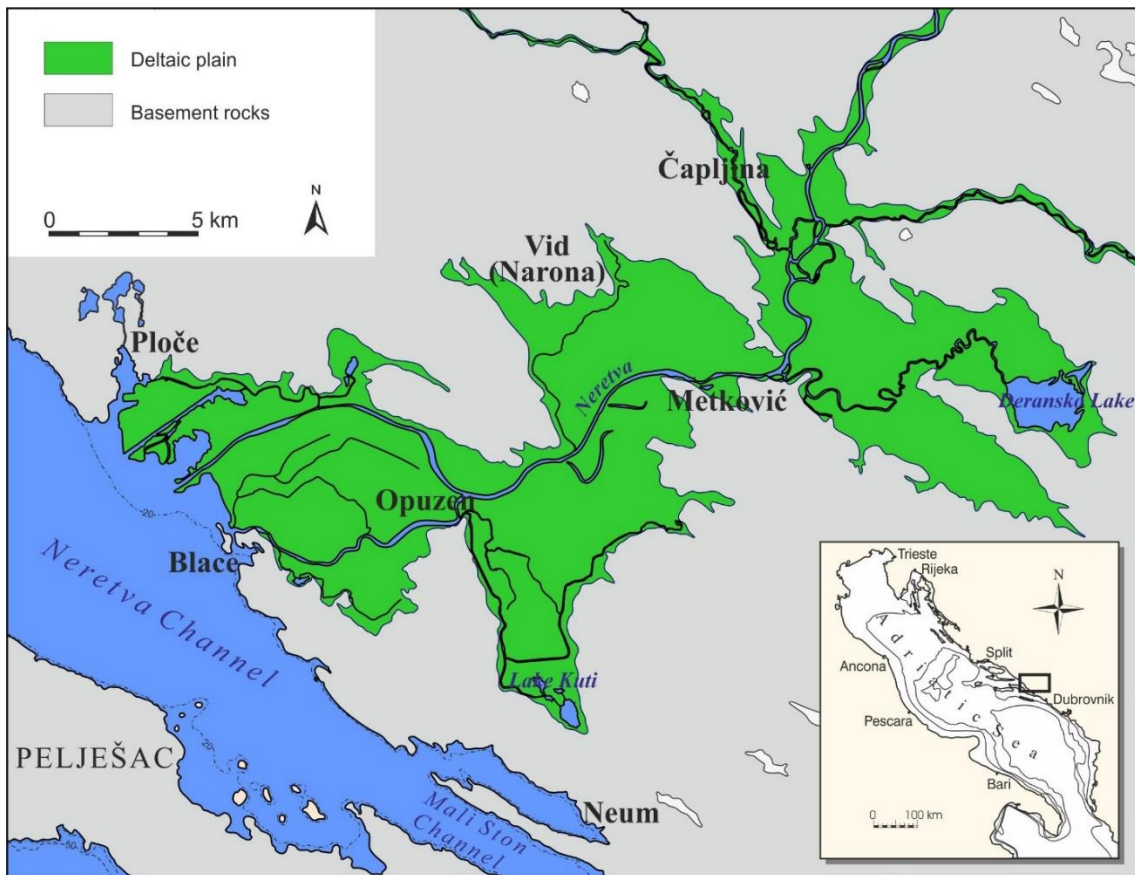 Deltaic plain
Basement rocks
0 5 km
N
Čapljina
Vid
(Narona)
Ploče
Neretva
Metković
Deransko Lake
Opuzen
Blace
Neretva Channel
Lake Kuti
PELJEŠAC
Neum
Mali Ston
Channel
-20-
20
-50-
Trieste
Rijeka
N
Adriatic Sea
Split
Ancona
Dubrovnik
Pescara
Bari
0 100 km